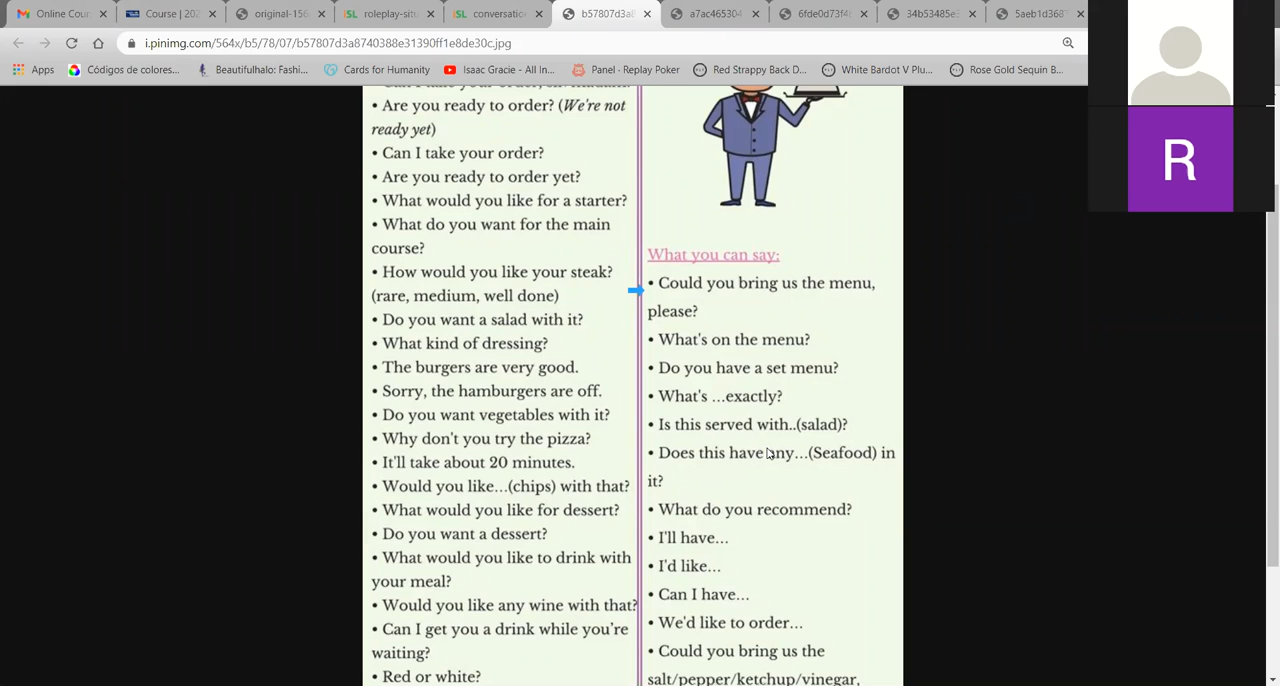 Online Cour
Course | 202
original-156
ISL
roleplay-situ
ISL
conversation
b57807d3a8
a7ac465304
6fde0d73f4
34b53485e
5aeb1d368
i.pinimg.com/564x/b5/78/07/b57807d3a8740388e31390ff1e8de30c.jpg
Apps
Códigos de colores...
Beautifulhalo: Fashi...
Cards for Humanity
Isaac Gracie - All In...
Panel · Replay Poker
Red Strappy Back D...
White Bardot V Plu...
Rose Gold Sequin B...
R
• Can I take your order, sir/madam?
• Are you ready to order? (We're not
ready yet)
• Can I take your order?
• Are you ready to order yet?
• What would you like for a starter?
• What do you want for the main
course?
• How would you like your steak?
(rare, medium, well done)
• Do you want a salad with it?
• What kind of dressing?
• The burgers are very good.
• Sorry, the hamburgers are off.
• Do you want vegetables with it?
• Why don't you try the pizza?
• It'll take about 20 minutes.
• Would you like...(chips) with that?
• What would you like for dessert?
• Do you want a dessert?
• What would you like to drink with
your meal?
• Would you like any wine with that?
• Can I get you a drink while you're
waiting?
• Red or white?
What you can say:
• Could you bring us the menu,
please?
• What's on the menu?
• Do you have a set menu?
• What's ...exactly?
• Is this served with..(salad)?
• Does this have any...(Seafood) in
it?
• What do you recommend?
• I'll have...
• I'd like...
• Can I have...
• We'd like to order...
• Could you bring us the
salt/pepper/ketchup/vinegar,